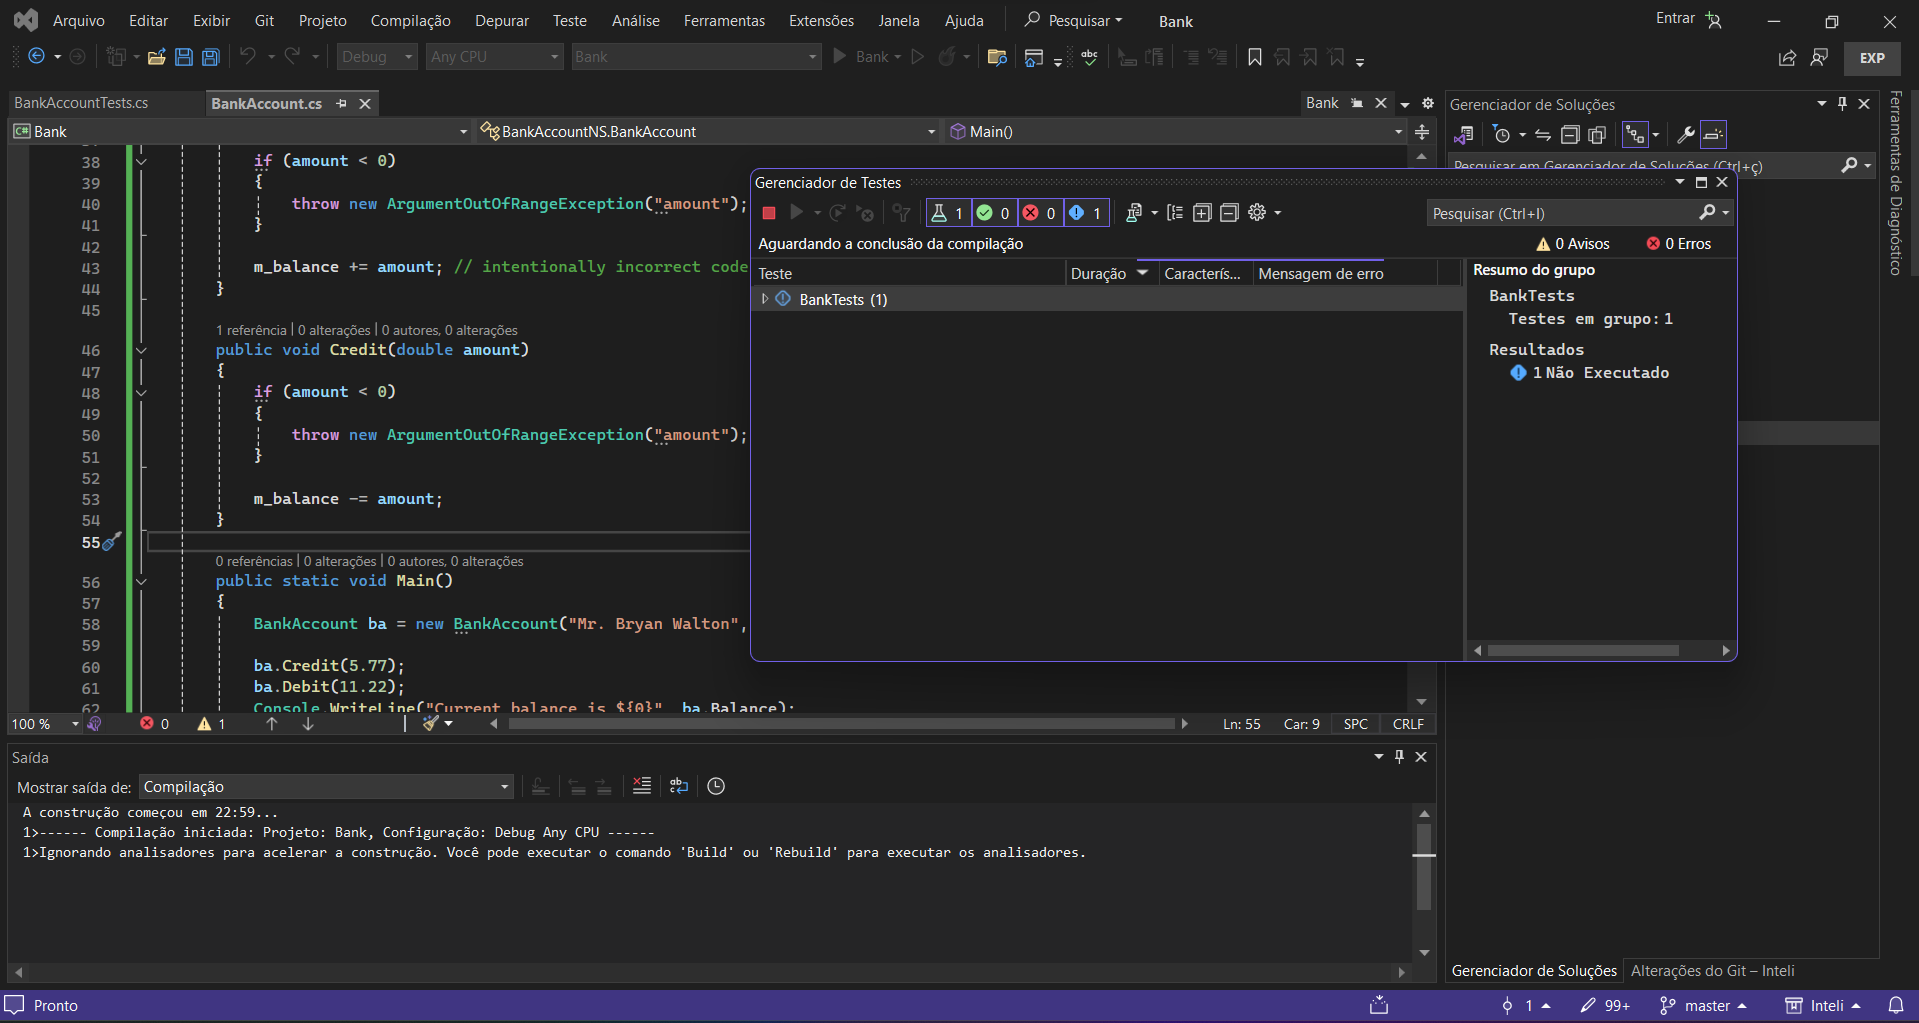 Arquivo Editar Exibir Git Projeto Compilação Depurar Teste Análise Ferramentas Extensões Janela Ajuda Pesquisar Bank Entrar
Debug Any CPU Bank Bank abc EXP
BankAccountTests.cs BankAccount.cs Bank
C# Bank BankAccountNS.BankAccount Main()
38 if (amount < 0)
39 {
40 throw new ArgumentOutOfRangeException("amount");
41 }
42
43 m_balance += amount; // intentionally incorrect code
44 }
45
1 referência | 0 alterações | 0 autores, 0 alterações
46 public void Credit(double amount)
47 {
48 if (amount < 0)
49 {
50 throw new ArgumentOutOfRangeException("amount");
51 }
52
53 m_balance -= amount;
54 }
55
0 referências | 0 alterações | 0 autores, 0 alterações
56 public static void Main()
57 {
58 BankAccount ba = new BankAccount("Mr. Bryan Walton",
59
60 ba.Credit(5.77);
61 ba.Debit(11.22);
62 Console.WriteLine("Current balance is ${0}", ba.Balance);
100 % 0 1 Ln: 55 Car: 9 SPC CRLF
Gerenciador de Testes
1 0 0 1 Pesquisar (Ctrl+I)
Aguardando a conclusão da compilação 0 Avisos 0 Erros
Teste Duração Caracterís... Mensagem de erro
BankTests (1)
Resumo do grupo
BankTests
Testes em grupo: 1
Resultados
1 Não Executado
Gerenciador de Soluções
Pesquisar em Gerenciador de Soluções (Ctrl+ç)
Ferramentas de Diagnóstico
Saída
Mostrar saída de: Compilação
A construção começou em 22:59...
1>------ Compilação iniciada: Projeto: Bank, Configuração: Debug Any CPU ------
1>Ignorando analisadores para acelerar a construção. Você pode executar o comando 'Build' ou 'Rebuild' para executar os analisadores.
Gerenciador de Soluções Alterações do Git – Inteli
Pronto 1 99+ master Inteli